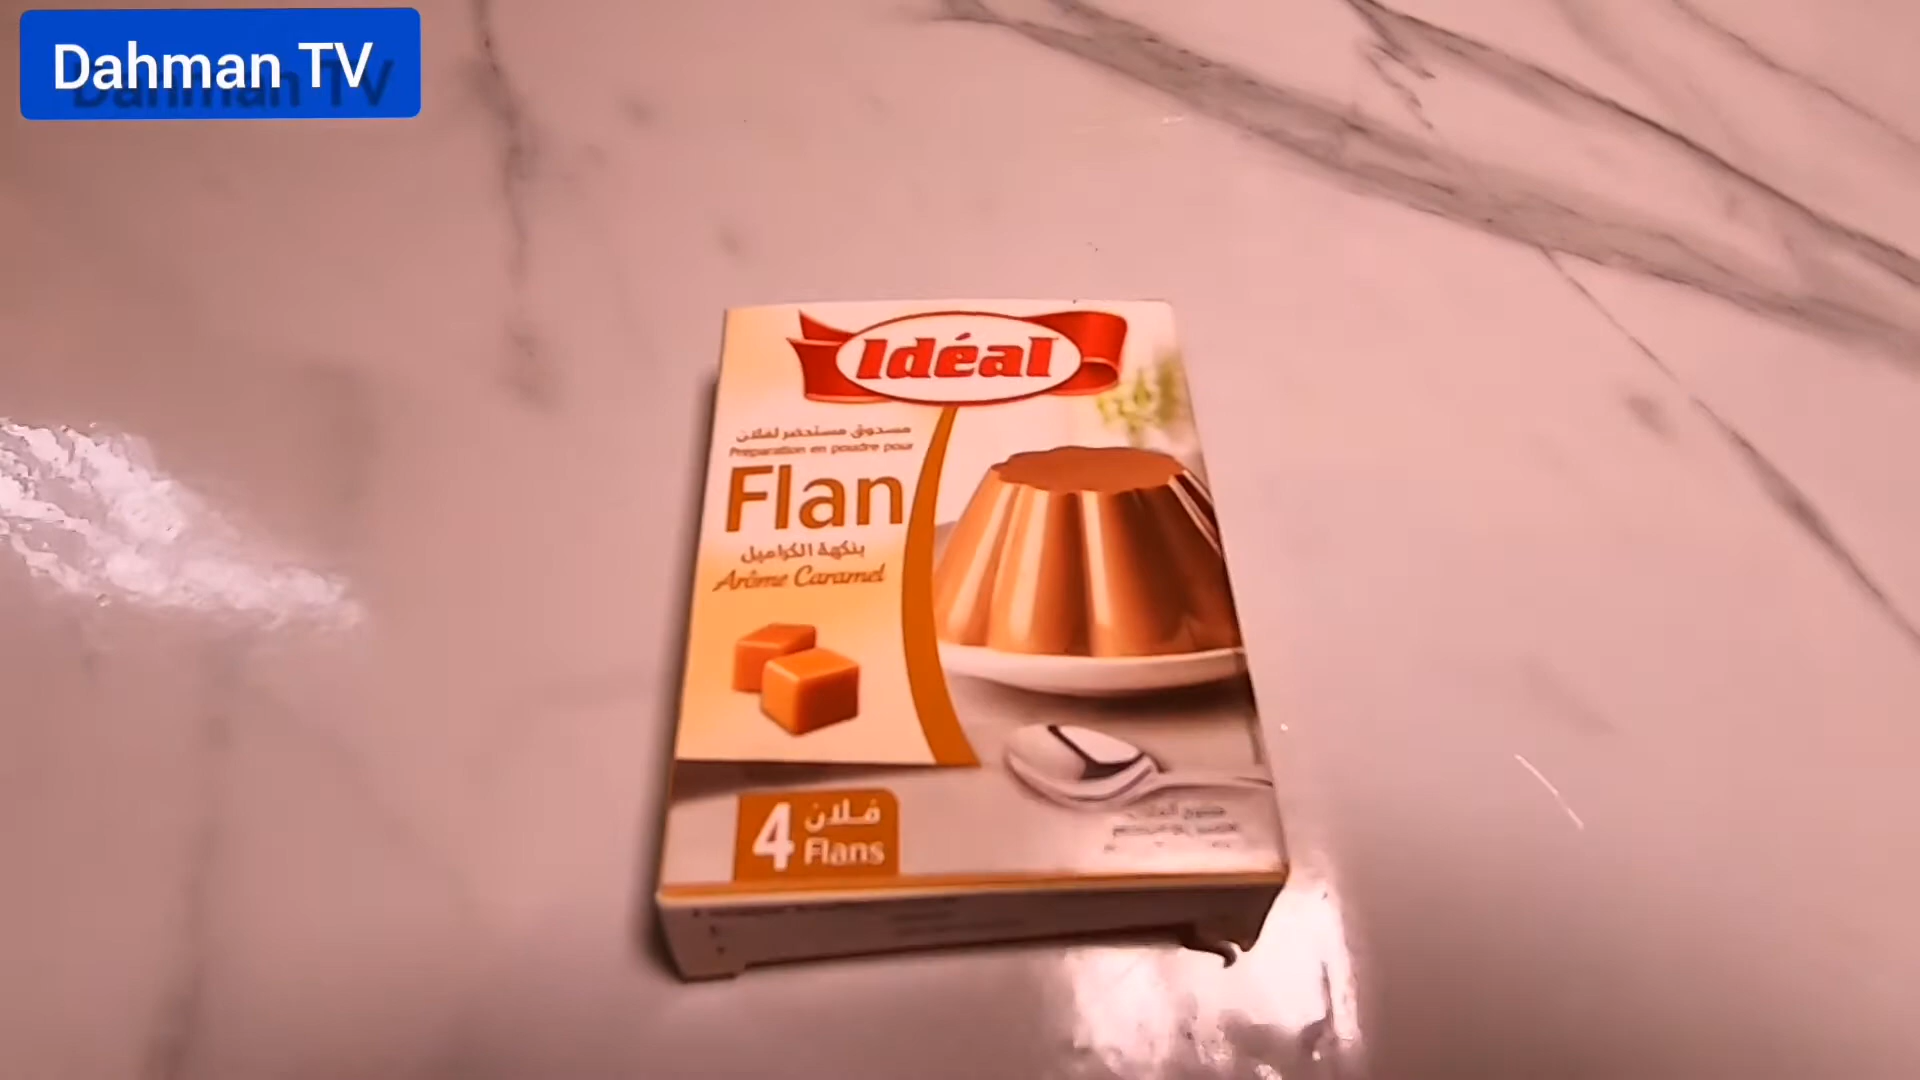 Dahman TV
Idéal
مسحوق مستحضر لفلان
Préparation en poudre pour
Flan
بنكهة الكراميل
Arôme Caramel
4 فلان
Flans